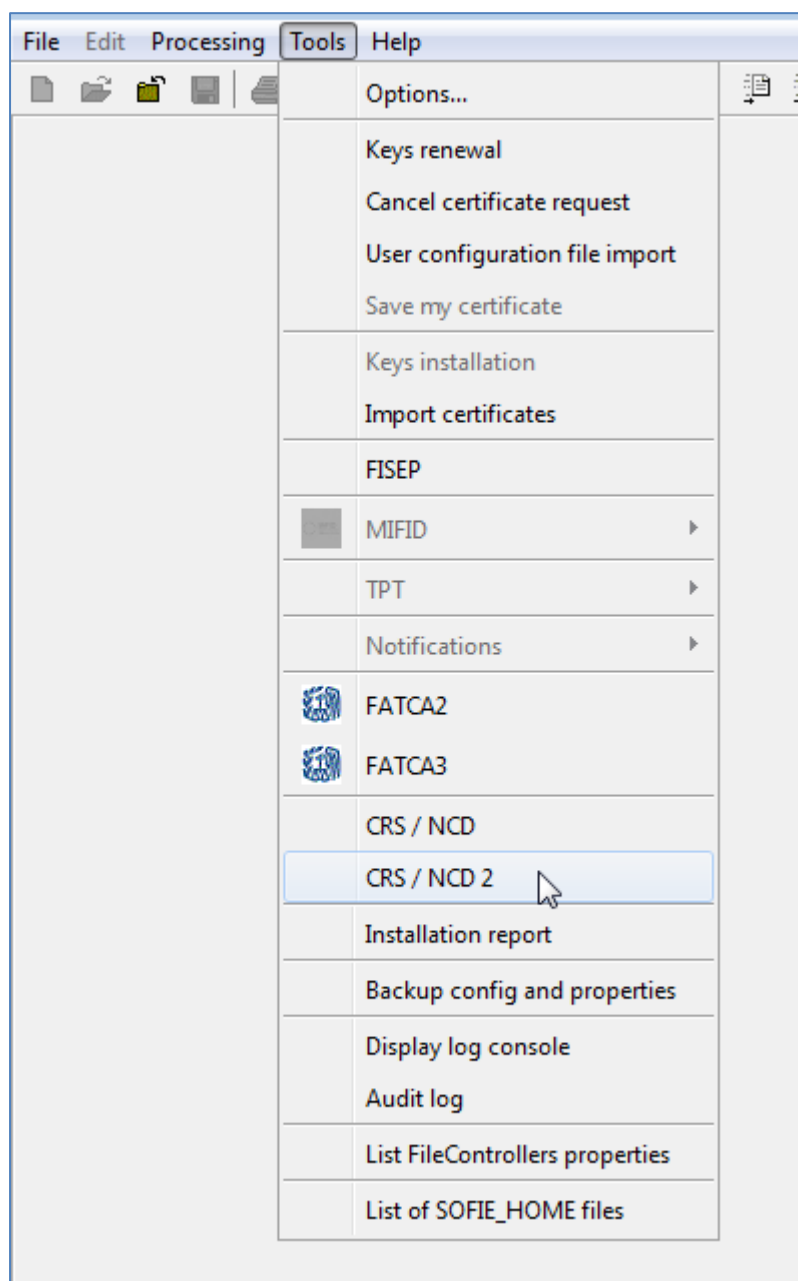 File Edit Processing Tools Help
Options...
Keys renewal
Cancel certificate request
User configuration file import
Save my certificate
Keys installation
Import certificates
FISEP
MIFID
TPT
Notifications
FATCA2
FATCA3
CRS / NCD
CRS / NCD 2
Installation report
Backup config and properties
Display log console
Audit log
List FileControllers properties
List of SOFIE_HOME files